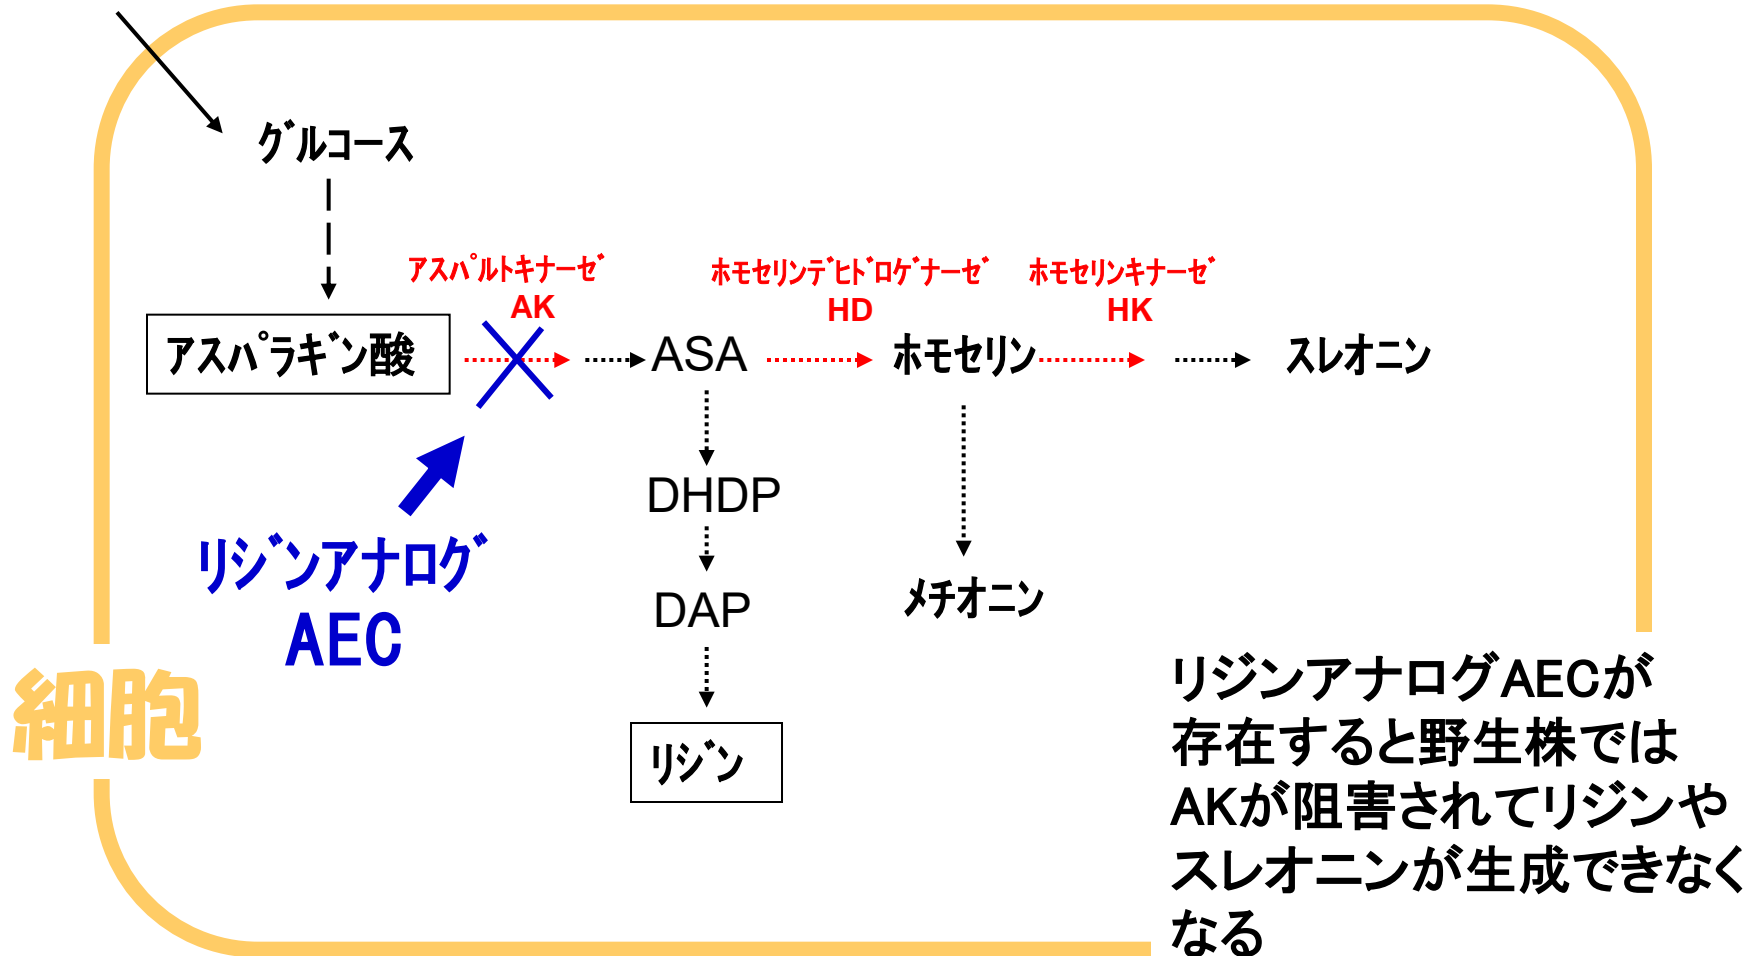 ｸﾞﾙｺｰｽ
ｱｽﾊﾟﾙﾄｷﾅｰｾﾞ
AK
ﾎﾓｾﾘﾝﾃﾞﾋﾄﾞﾛｹﾞﾅｰｾﾞ
HD
ﾎﾓｾﾘﾝｷﾅｰｾﾞ
HK
ｱｽﾊﾟﾗｷﾞﾝ酸
ASA
ﾎﾓｾﾘﾝ
ｽﾚｵﾆﾝ
DHDP
ﾘｼﾞﾝｱﾅﾛｸﾞ
AEC
DAP
ﾒﾁｵﾆﾝ
細胞
ﾘｼﾞﾝ
リジンアナログAECが
存在すると野生株では
AKが阻害されてリジンや
スレオニンが生成できなく
なる